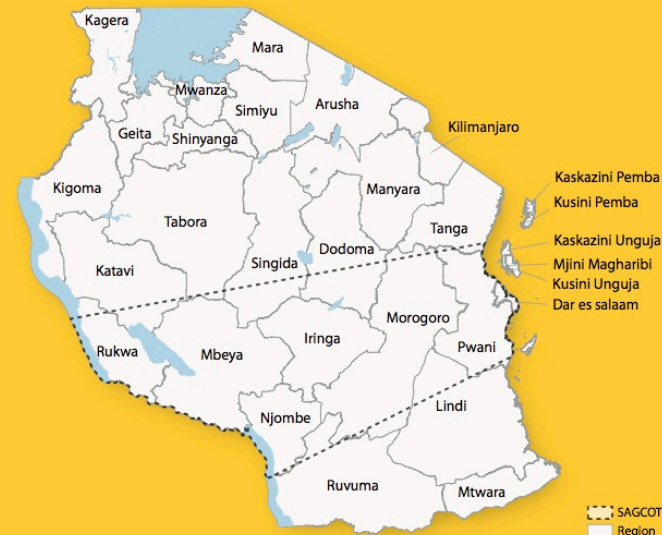 Kagera
Mara
Mwanza
Simiyu
Arusha
Geita
Shinyanga
Kilimanjaro
Kaskazini Pemba
Kigoma
Manyara
Kusini Pemba
Tabora
Tanga
Kaskazini Unguja
Singida
Dodoma
Mjini Magharibi
Katavi
Kusini Unguja
Dar es salaam
Morogoro
Iringa
Rukwa
Mbeya
Pwani
Lindi
Njombe
Ruvuma
Mtwara
SAGCOT
Region